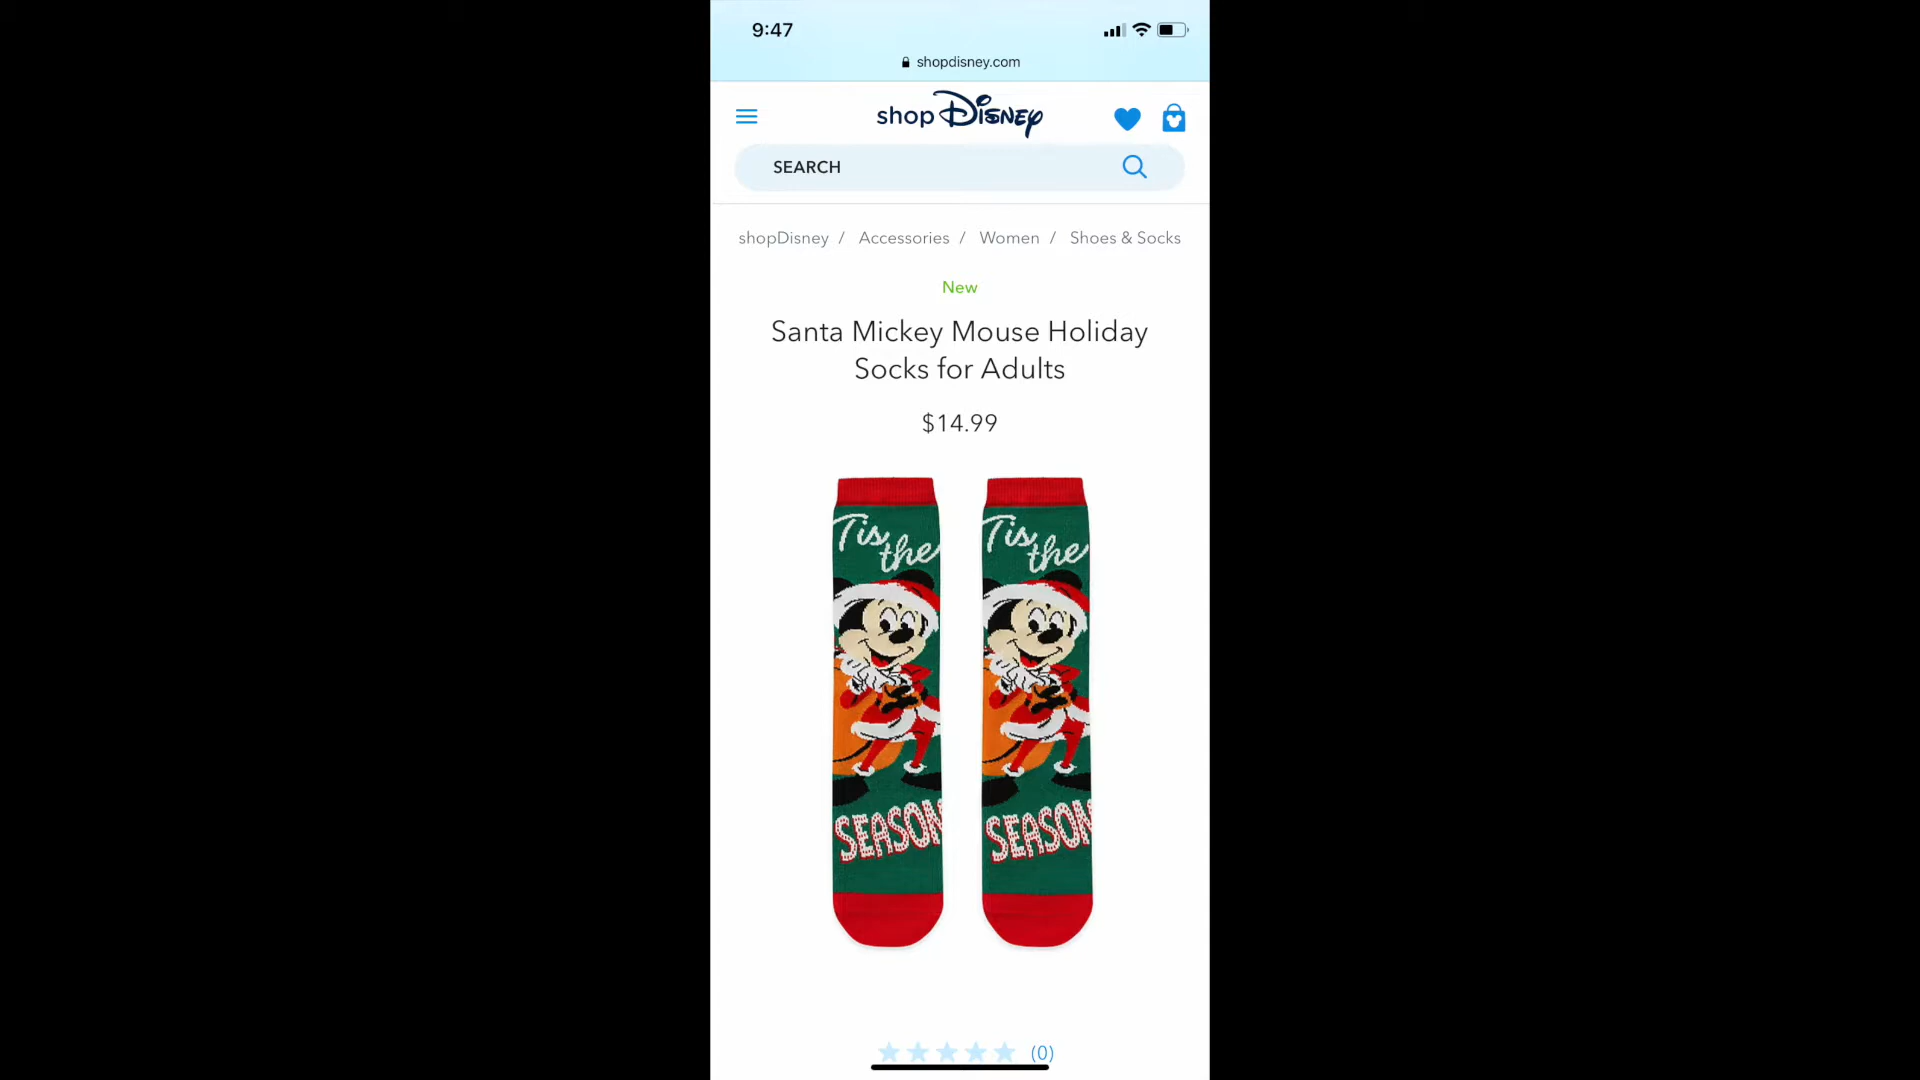 9:47
shopdisney.com
shop Disney
SEARCH
shopDisney / Accessories / Women / Shoes & Socks
New
Santa Mickey Mouse Holiday
Socks for Adults
$14.99
'Tis the 'Tis the
SEASON SEASON
(0)